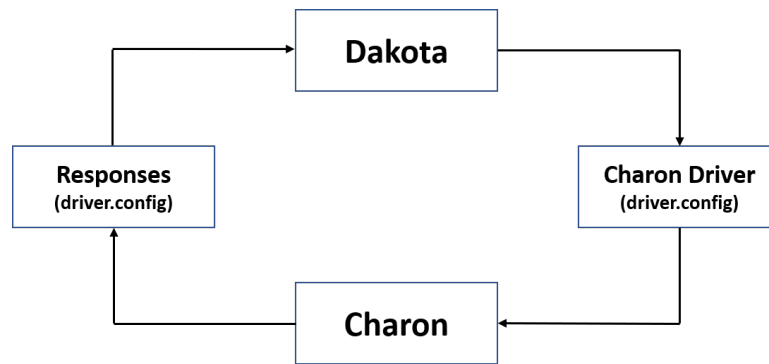 Dakota
Responses
(driver.config)
Charon Driver
(driver.config)
Charon